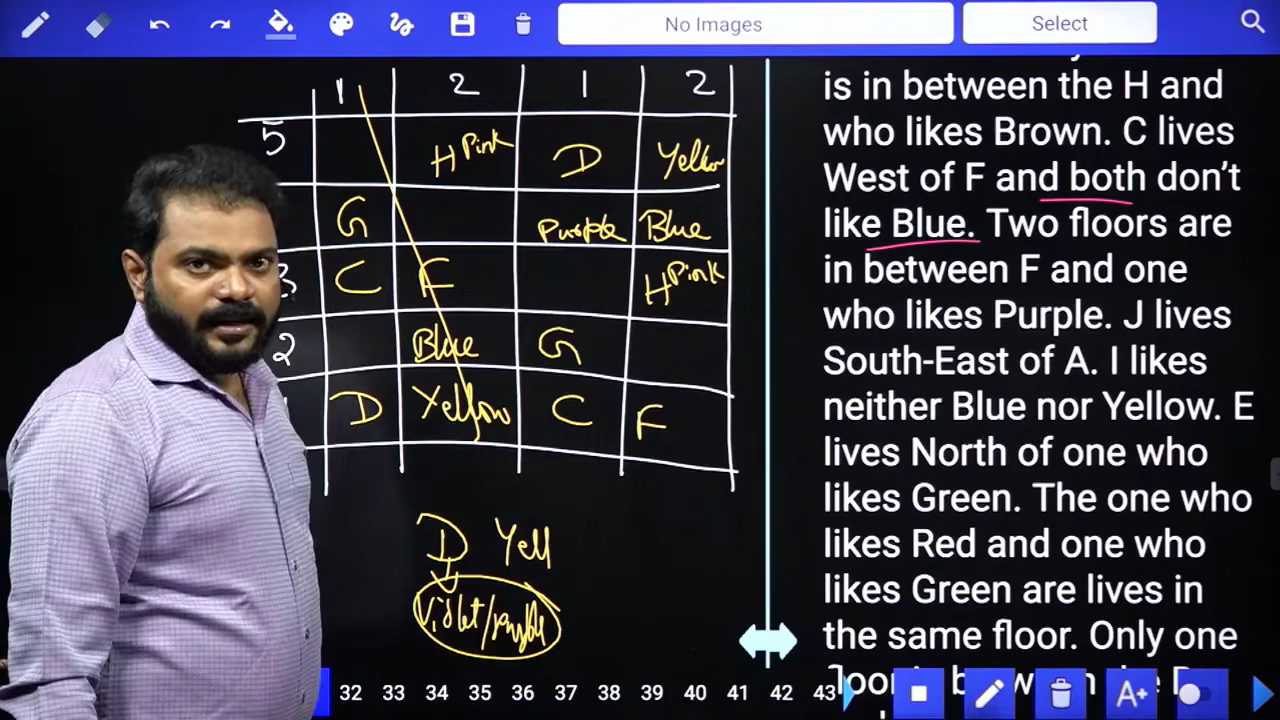 No Images
Select
1 2 1 2
5 H Pink D Yellow
G Purple Blue
3 C F H Pink
2 Blue G
D Yellow C F
D Yell
Violet/purple
is in between the H and
who likes Brown. C lives
West of F and both don’t
like Blue. Two floors are
in between F and one
who likes Purple. J lives
South-East of A. I likes
neither Blue nor Yellow. E
lives North of one who
likes Green. The one who
likes Red and one who
likes Green are lives in
the same floor. Only one
32 33 34 35 36 37 38 39 40 41 42 43
A+